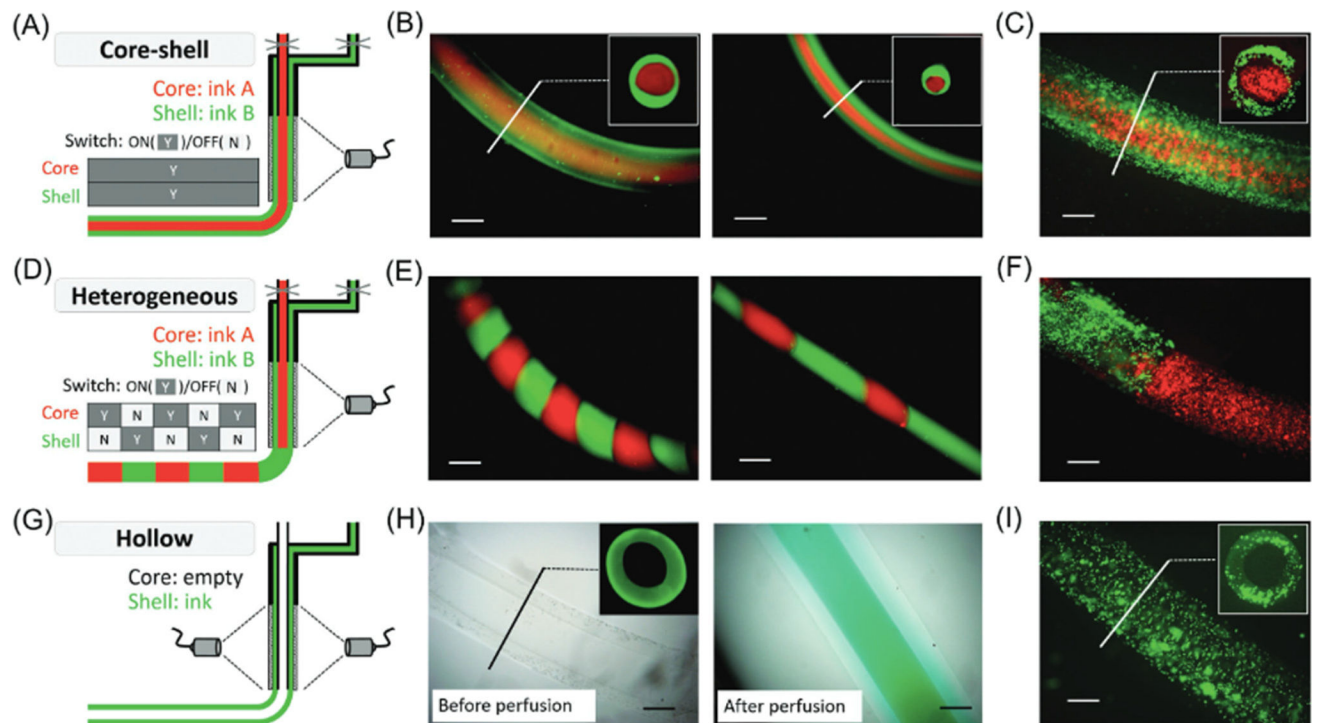 (A)
Core-shell
Core: ink A
Shell: ink B
Switch: ON( Y )/OFF( N )
Core Y
Shell Y
(B)
(C)
(D)
Heterogeneous
Core: ink A
Shell: ink B
Switch: ON( Y )/OFF( N )
Core Y N Y N Y
Shell N Y N Y N
(E)
(F)
(G)
Hollow
Core: empty
Shell: ink
(H)
Before perfusion
After perfusion
(I)